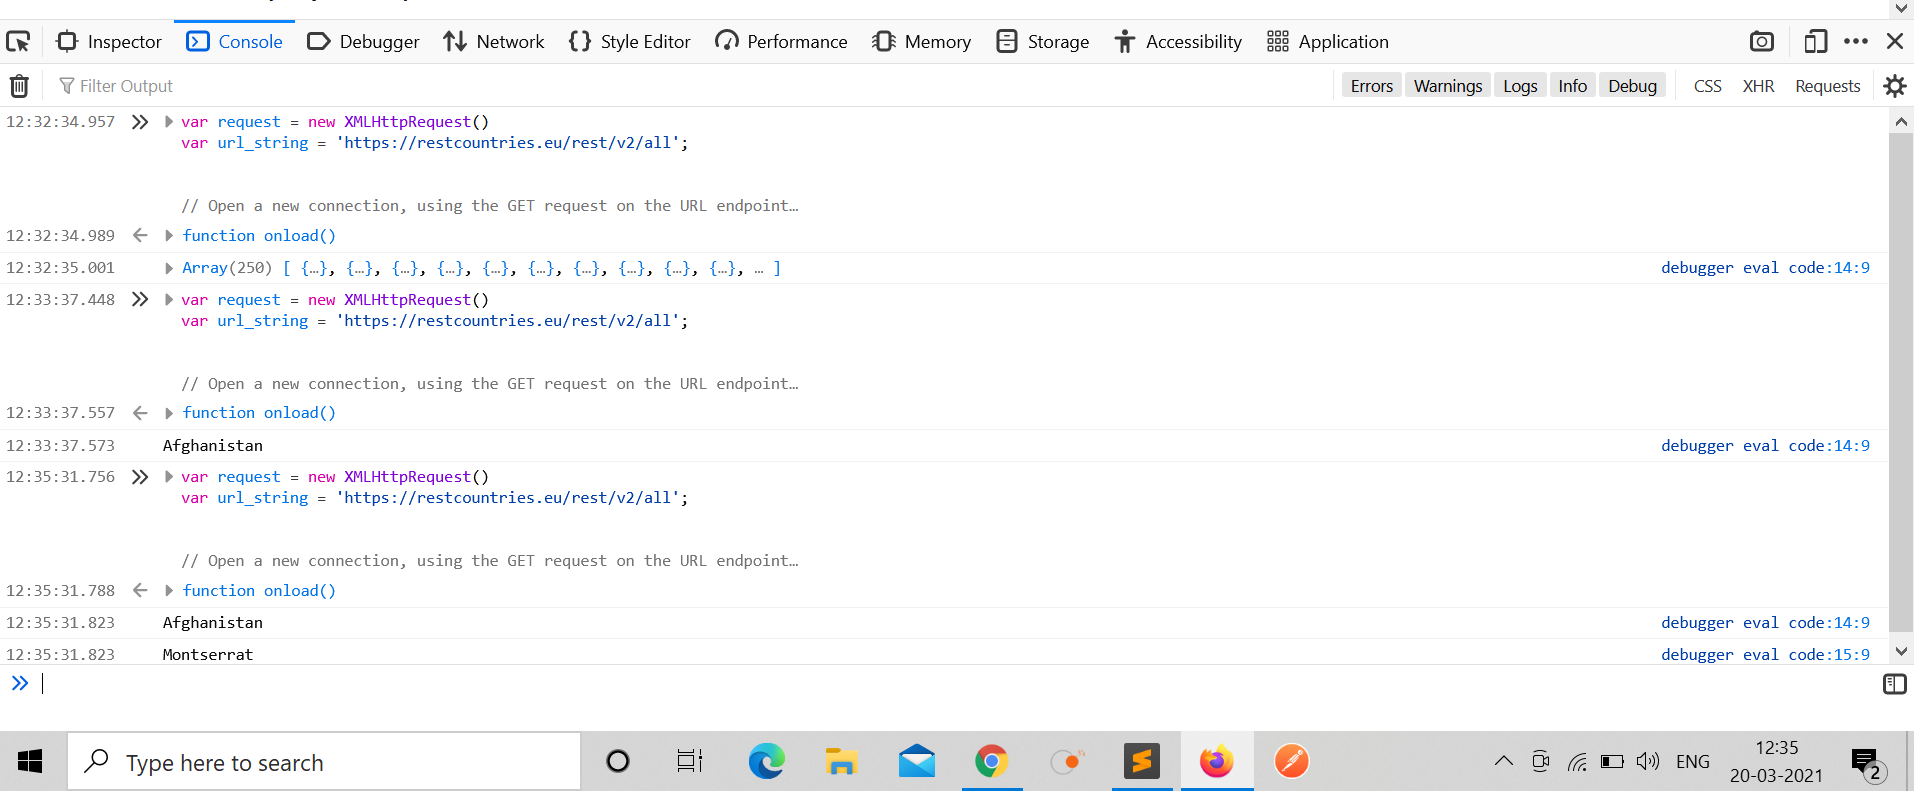 Inspector Console Debugger Network {} Style Editor Performance Memory Storage Accessibility Application
Filter Output Errors Warnings Logs Info Debug CSS XHR Requests
12:32:34.957 var request = new XMLHttpRequest()
var url_string = 'https://restcountries.eu/rest/v2/all';
// Open a new connection, using the GET request on the URL endpoint…
12:32:34.989 function onload()
12:32:35.001 Array(250) [ {…}, {…}, {…}, {…}, {…}, {…}, {…}, {…}, {…}, {…}, … ] debugger eval code:14:9
12:33:37.448 var request = new XMLHttpRequest()
var url_string = 'https://restcountries.eu/rest/v2/all';
// Open a new connection, using the GET request on the URL endpoint…
12:33:37.557 function onload()
12:33:37.573 Afghanistan debugger eval code:14:9
12:35:31.756 var request = new XMLHttpRequest()
var url_string = 'https://restcountries.eu/rest/v2/all';
// Open a new connection, using the GET request on the URL endpoint…
12:35:31.788 function onload()
12:35:31.823 Afghanistan debugger eval code:14:9
12:35:31.823 Montserrat debugger eval code:15:9
Type here to search ENG 12:35
20-03-2021 2